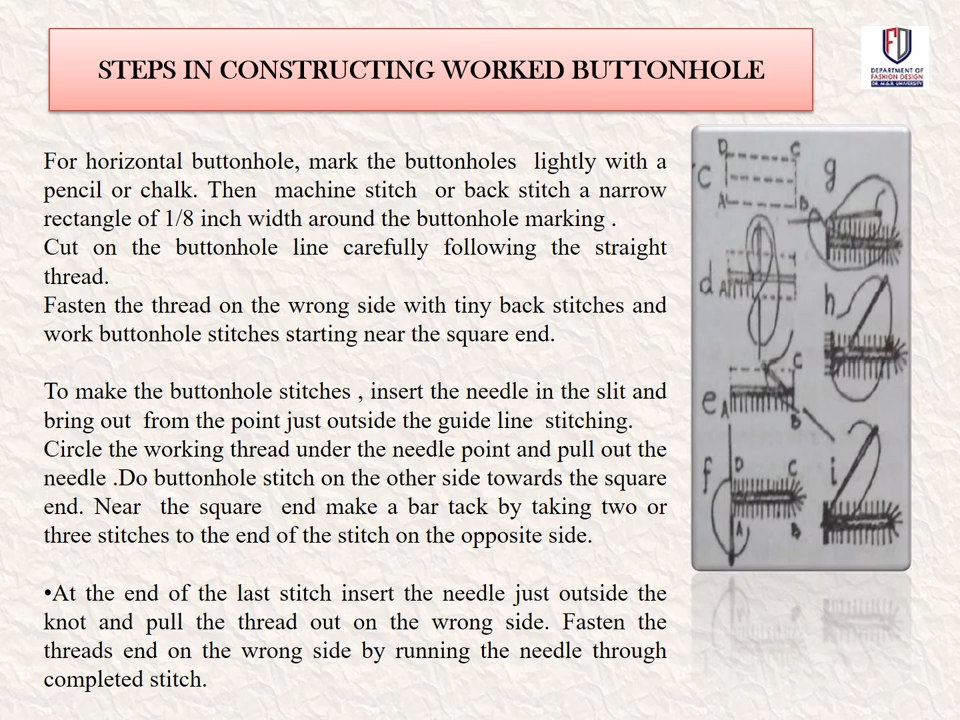 STEPS IN CONSTRUCTING WORKED BUTTONHOLE
DEPARTMENT OF
FASHION DESIGN
DR. M.G.R. UNIVERSITY
For horizontal buttonhole, mark the buttonholes lightly with a
pencil or chalk. Then machine stitch or back stitch a narrow
rectangle of 1/8 inch width around the buttonhole marking .
Cut on the buttonhole line carefully following the straight
thread.
Fasten the thread on the wrong side with tiny back stitches and
work buttonhole stitches starting near the square end.
To make the buttonhole stitches , insert the needle in the slit and
bring out from the point just outside the guide line stitching.
Circle the working thread under the needle point and pull out the
needle .Do buttonhole stitch on the other side towards the square
end. Near the square end make a bar tack by taking two or
three stitches to the end of the stitch on the opposite side.
•At the end of the last stitch insert the needle just outside the
knot and pull the thread out on the wrong side. Fasten the
threads end on the wrong side by running the needle through
completed stitch.
D C
c
A B
d A
e A C B
f D C A B
g
h
i